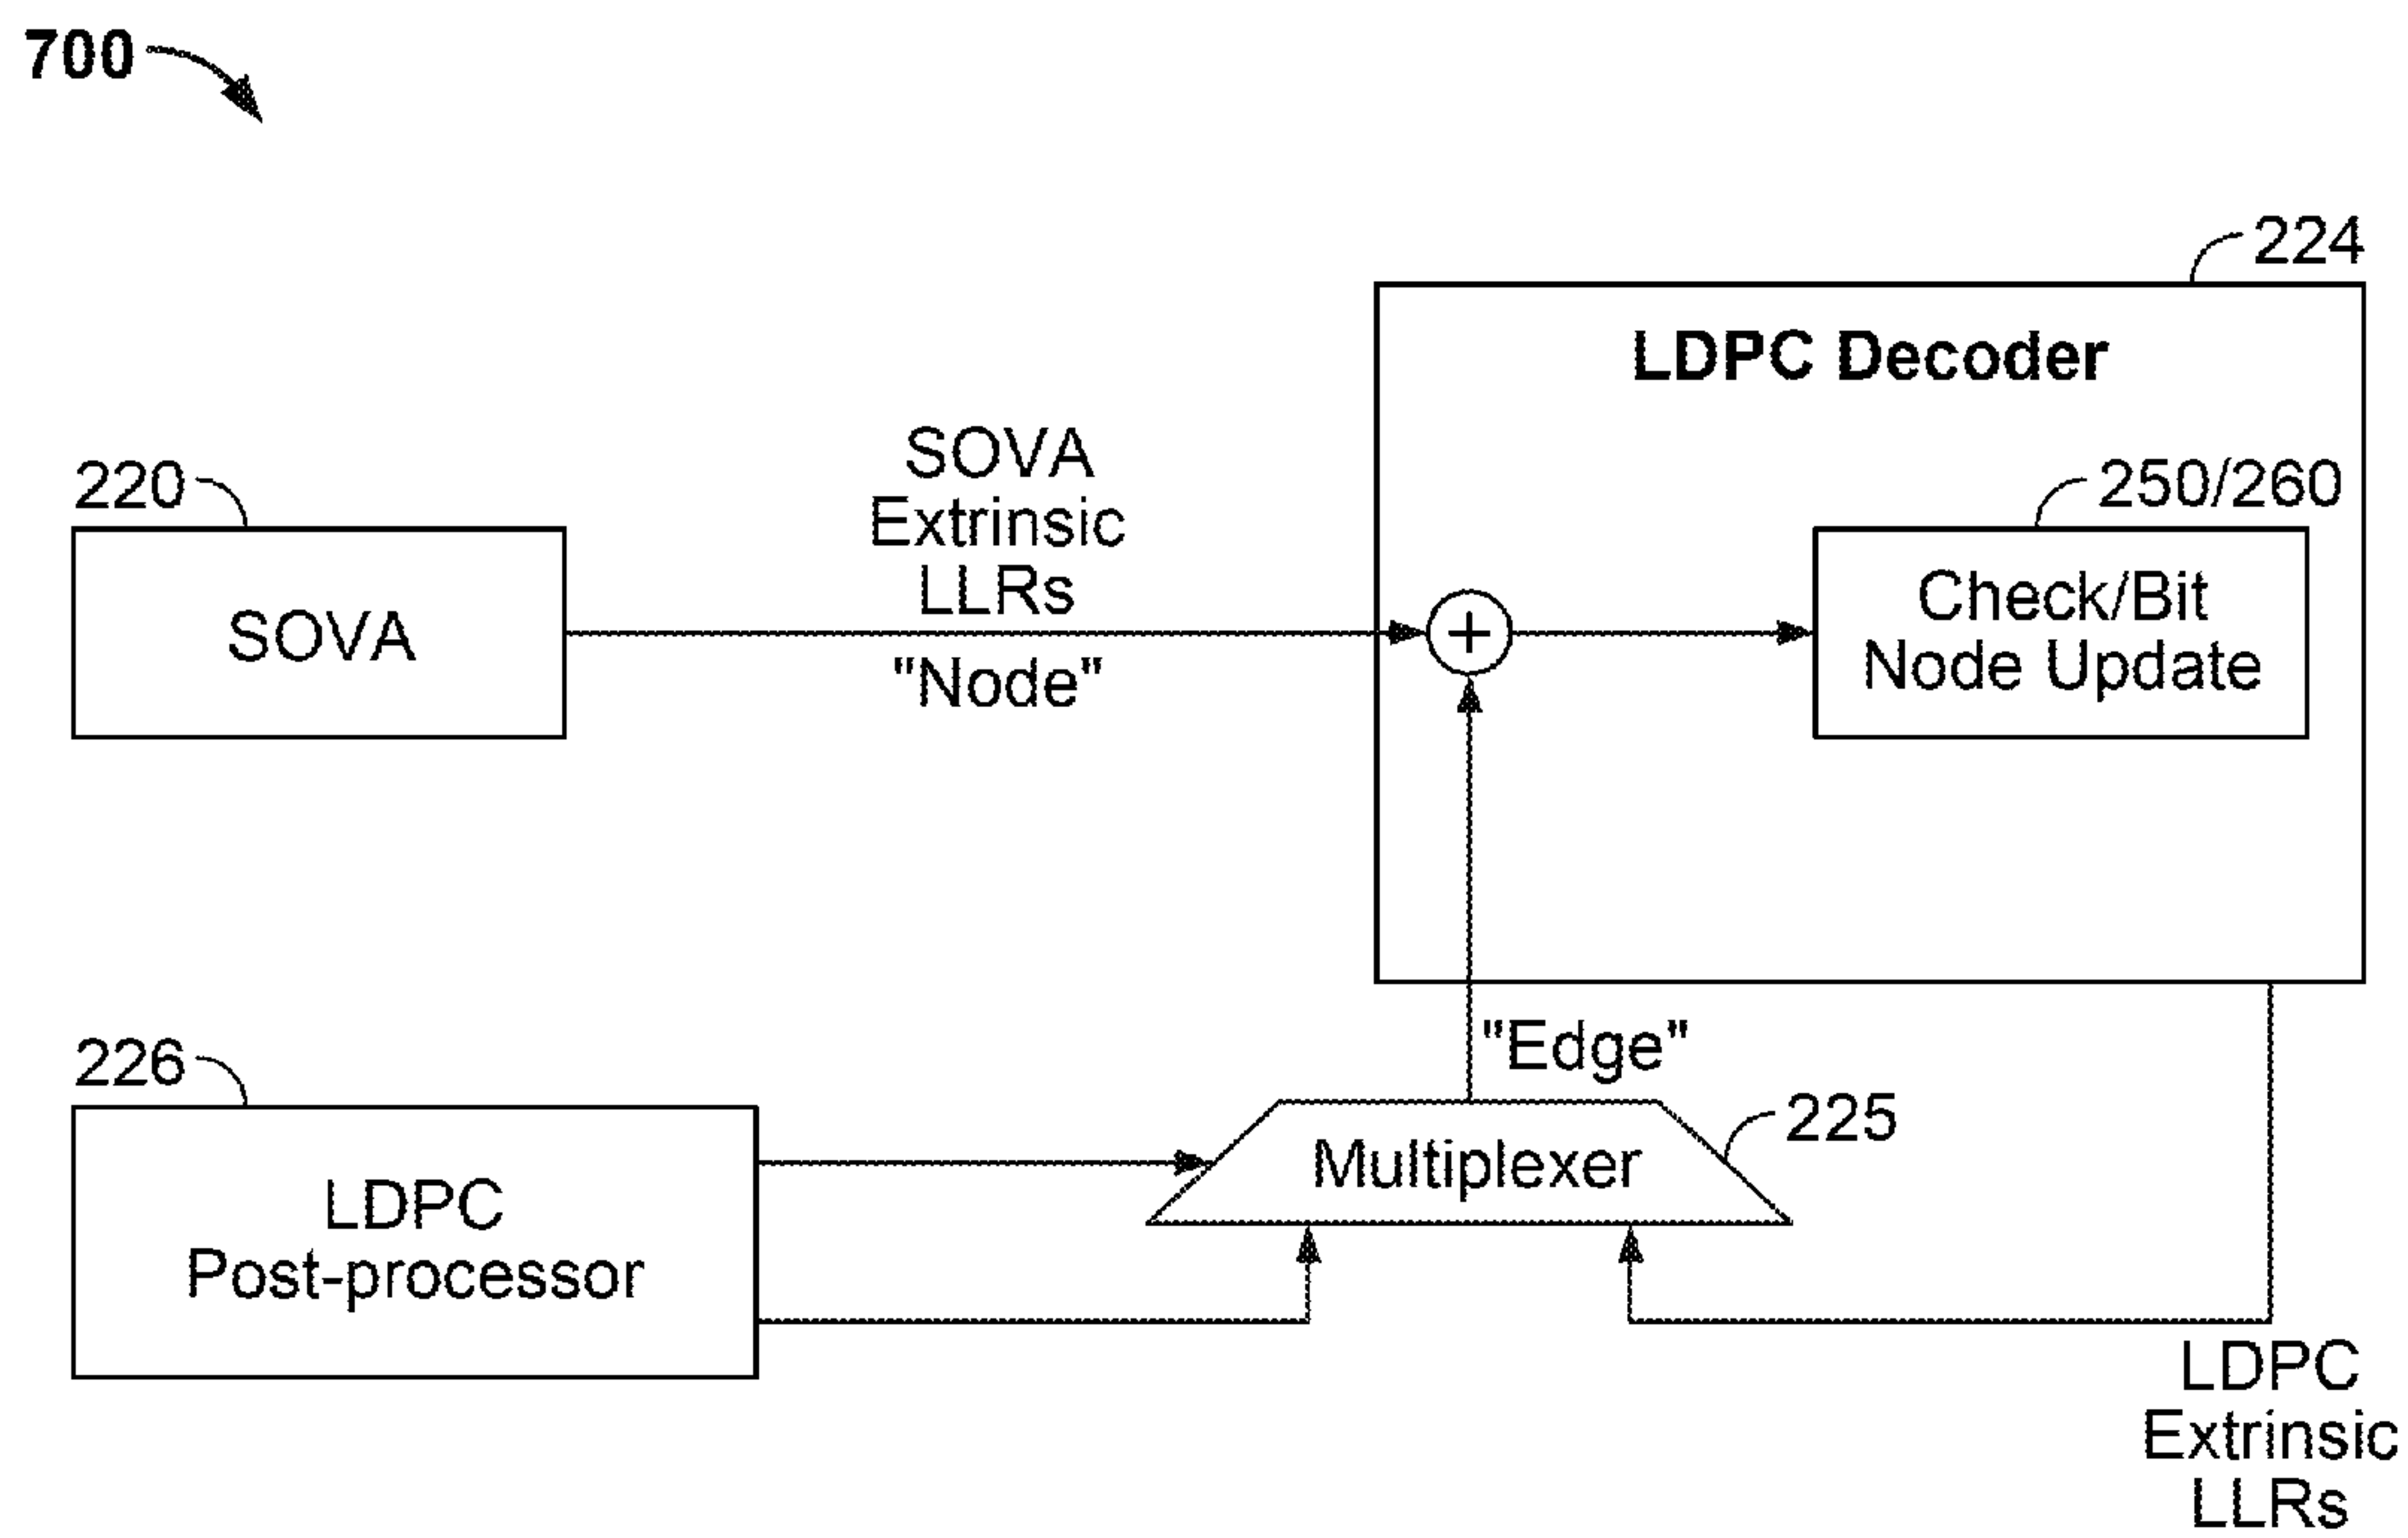 700
224
LDPC Decoder
SOVA
Extrinsic
LLRs
"Node"
220
SOVA
250/260
Check/Bit
Node Update
"Edge"
226
LDPC
Post-processor
Multiplexer
225
LDPC
Extrinsic
LLRs